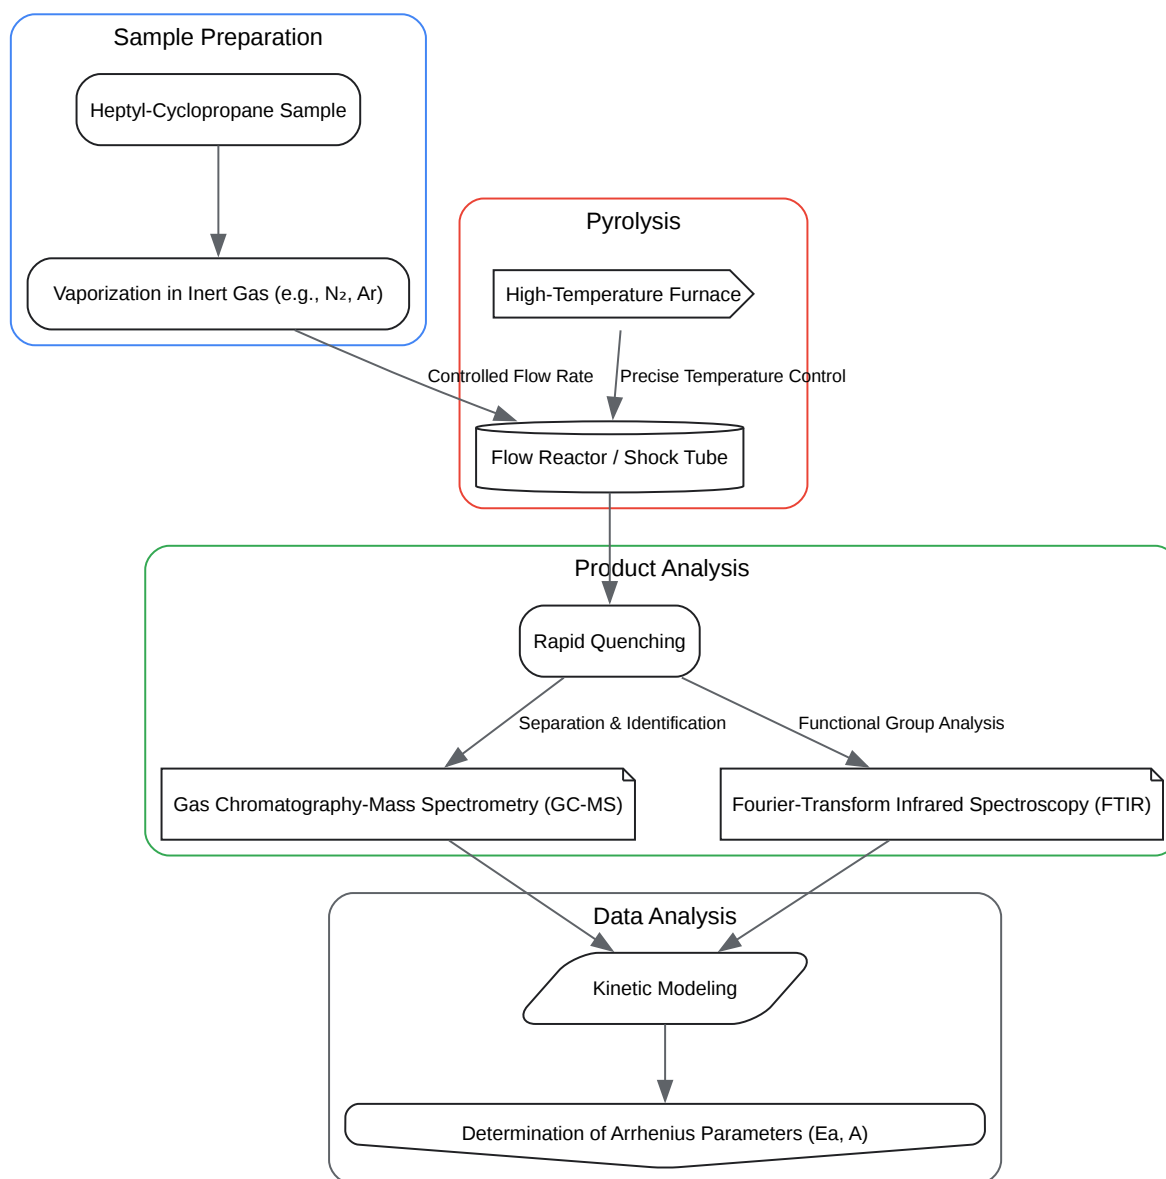 Sample Preparation
Heptyl-Cyclopropane Sample
Vaporization in Inert Gas (e.g., N₂, Ar)
Pyrolysis
High-Temperature Furnace
Controlled Flow Rate
Precise Temperature Control
Flow Reactor / Shock Tube
Product Analysis
Rapid Quenching
Separation & Identification
Functional Group Analysis
Gas Chromatography-Mass Spectrometry (GC-MS)
Fourier-Transform Infrared Spectroscopy (FTIR)
Data Analysis
Kinetic Modeling
Determination of Arrhenius Parameters (Ea, A)